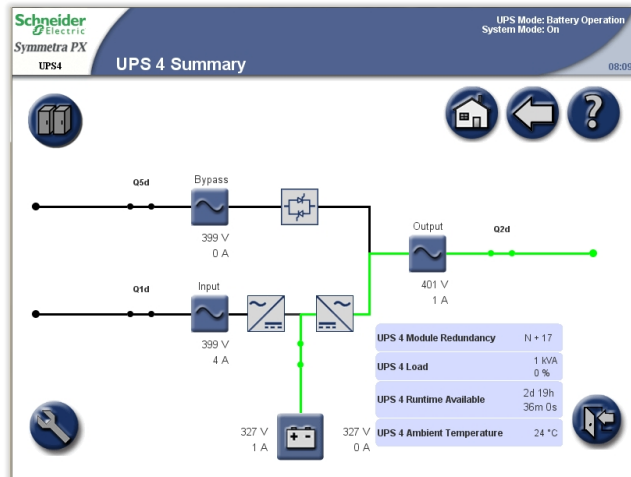 Schneider
Electric
Symmetra PX
UPS4
UPS 4 Summary
UPS Mode: Battery Operation
System Mode: On
08:09
Q5d
Bypass
399 V
0 A
Output
Q2d
401 V
1 A
Q1d
Input
399 V
4 A
UPS 4 Module Redundancy N + 17
UPS 4 Load 1 kVA
0 %
UPS 4 Runtime Available 2d 19h
36m 0s
UPS 4 Ambient Temperature 24 °C
327 V
1 A
327 V
0 A